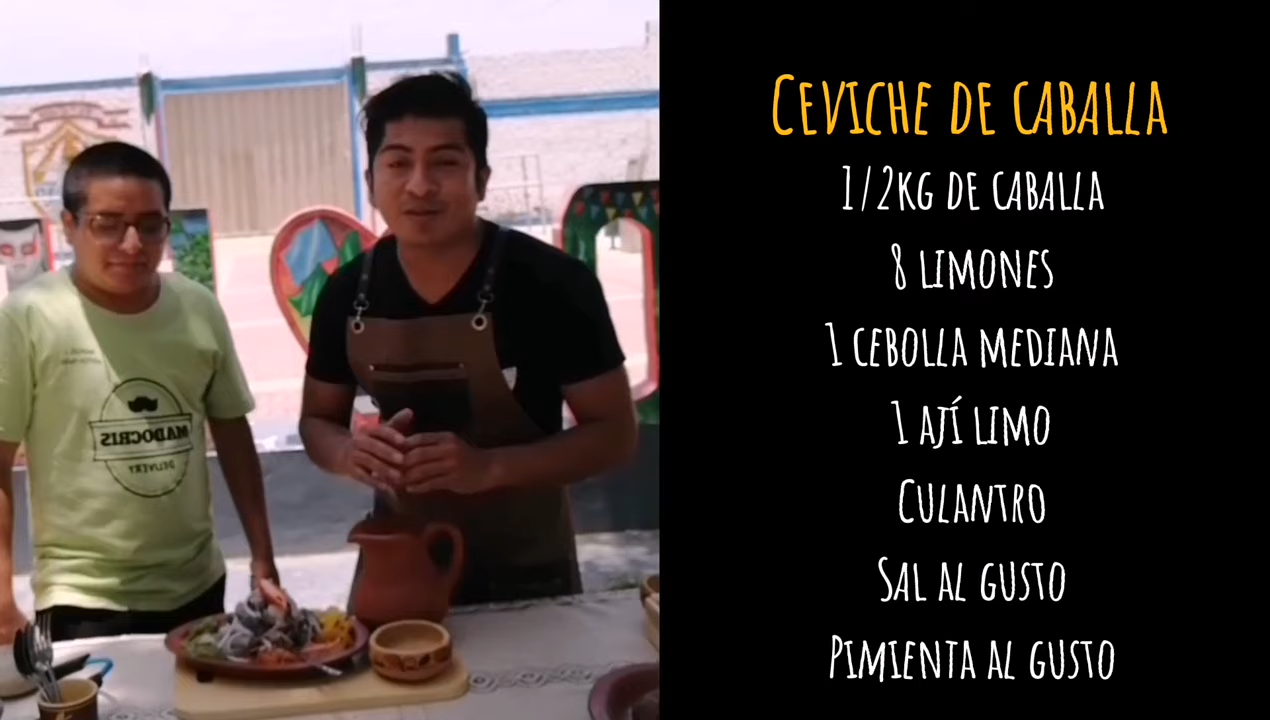 MADOCRIS
DELIVERY
CEVICHE DE CABALLA
1/2KG DE CABALLA
8 LIMONES
1 CEBOLLA MEDIANA
1 AJÍ LIMO
CULANTRO
SAL AL GUSTO
PIMIENTA AL GUSTO